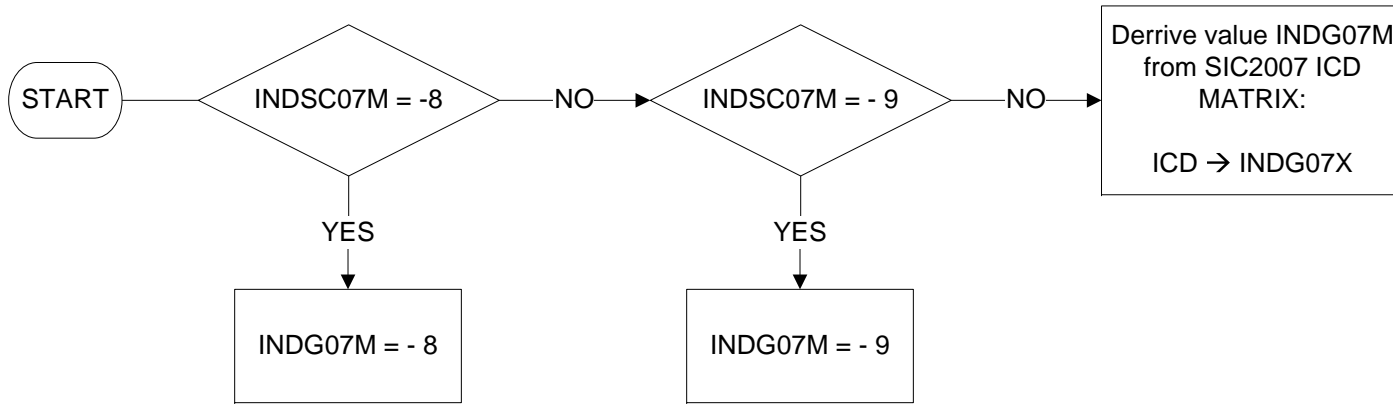 START
INDSC07M = -8
NO
INDSC07M = - 9
NO
Derrive value INDG07M
from SIC2007 ICD
MATRIX:
ICD → INDG07X
YES
YES
INDG07M = - 8
INDG07M = - 9